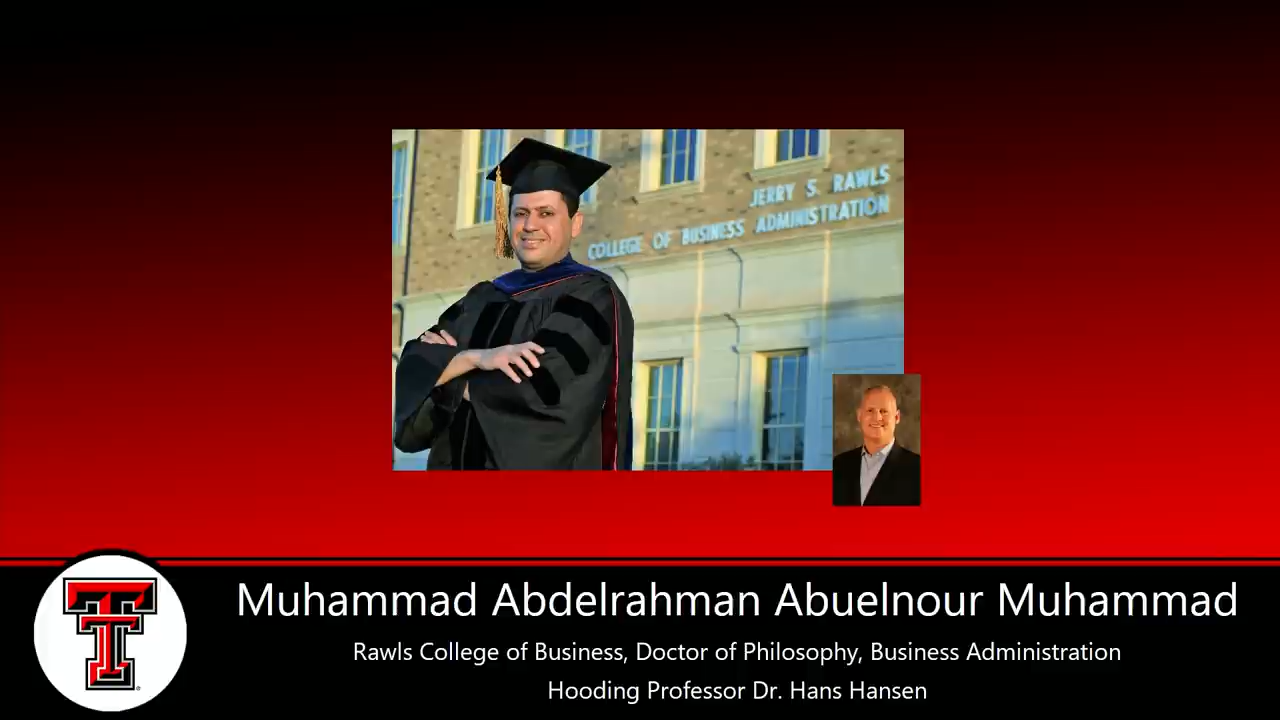 JERRY S. RAWLS
COLLEGE OF BUSINESS ADMINISTRATION
Muhammad Abdelrahman Abuelnour Muhammad
Rawls College of Business, Doctor of Philosophy, Business Administration
Hooding Professor Dr. Hans Hansen